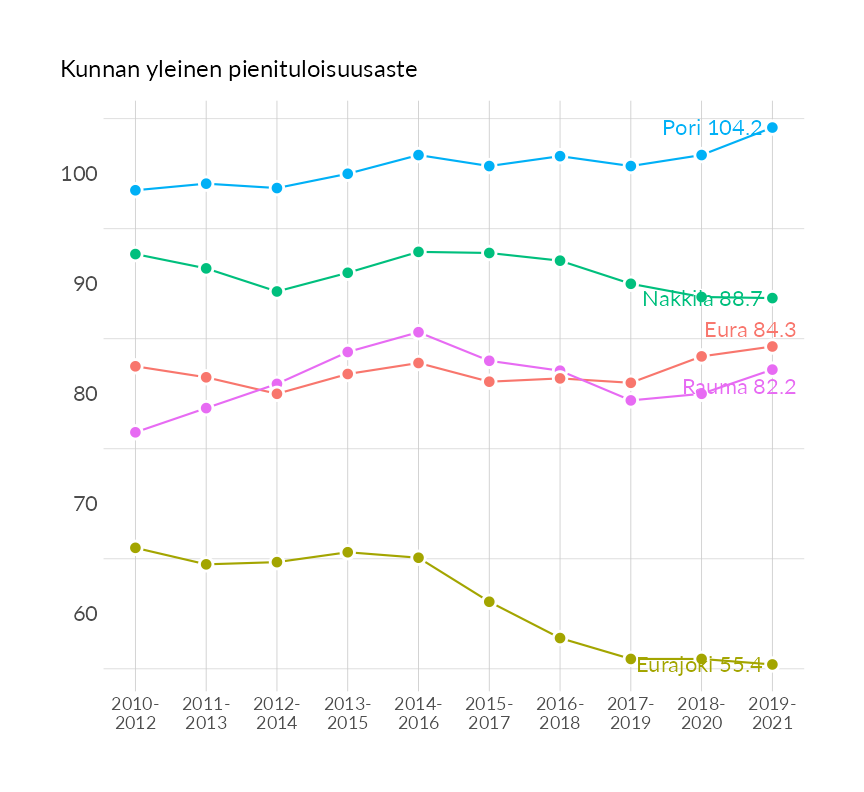 Kunnan yleinen pienituloisuusaste
Pori 104.2
100
90
Nakkila 88.7
Eura 84.3
80
Rauma 82.2
70
60
Eurajoki 55.4
2010-2012 2011-2013 2012-2014 2013-2015 2014-2016 2015-2017 2016-2018 2017-2019 2018-2020 2019-2021